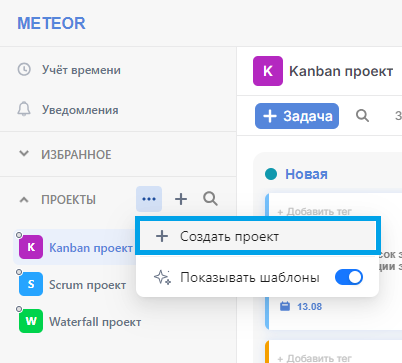 METEOR
Учёт времени
Уведомления
ИЗБРАННОЕ
ПРОЕКТЫ
K Kanban проект
S Scrum проект
W Waterfall проект
Создать проект
Показывать шаблоны
K Kanban проект
+ Задача
Новая
+ Добавить тег
13.08
+ Добавить тег